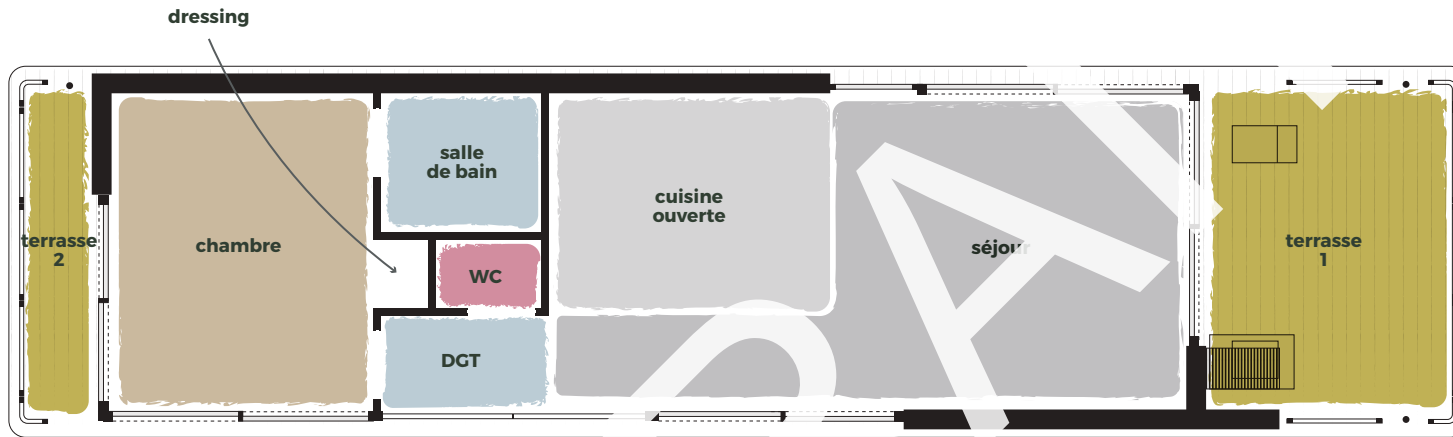 dressing
salle
de bain
cuisine
ouverte
terrasse
2
chambre
séjour
terrasse
1
WC
DGT